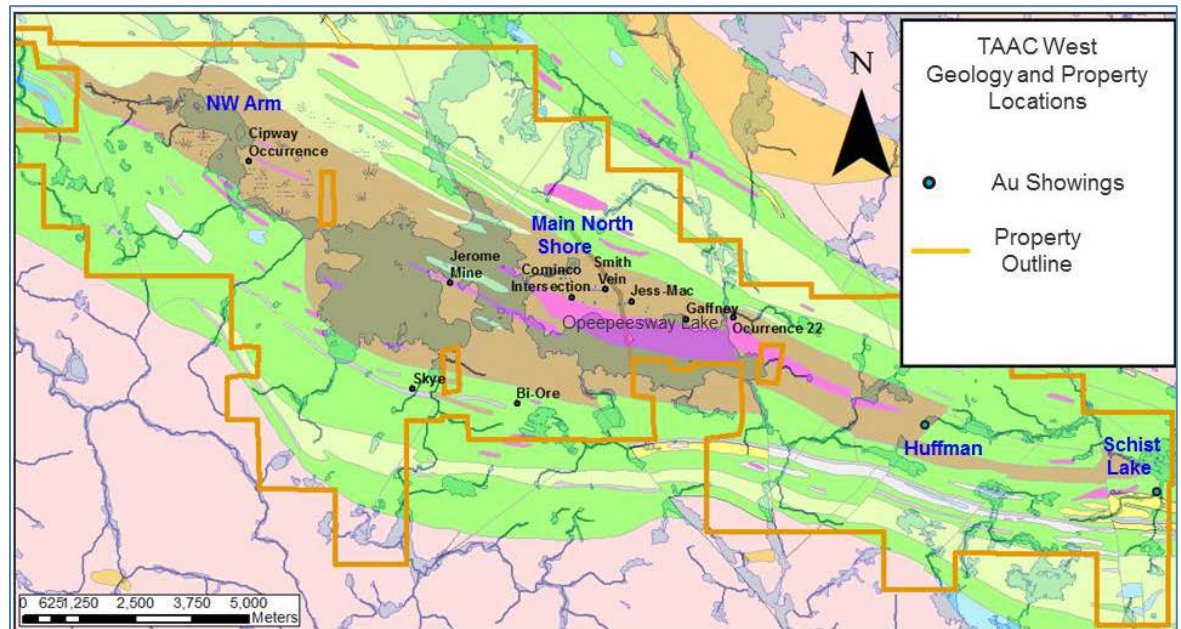 TAAC West
Geology and Property
Locations
Au Showings
Property
Outline
N
NW Arm
Cipway
Occurrence
Main North
Shore
Smith
Vein
Jerome
Mine
Cominco
Intersection
Jess-Mac
Gaffney
Opeepeesway Lake
Ocurrence 22
Skye
Bi-Ore
Huffman
Schist
Lake
0 6251,250 2,500 3,750 5,000
Meters